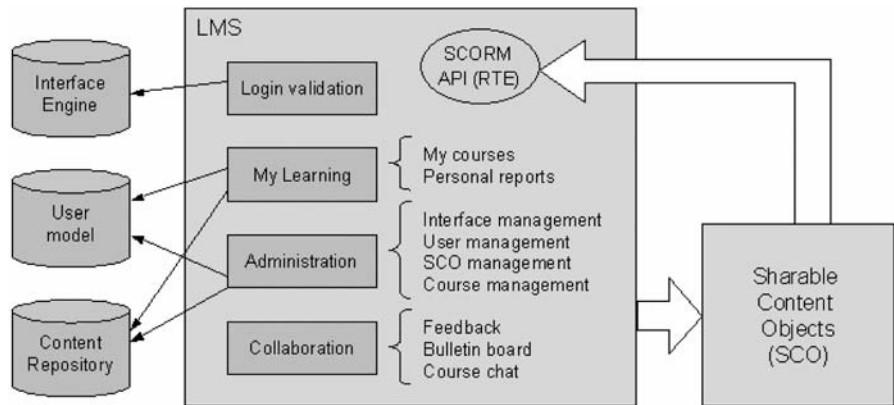 LMS
Interface
Engine
Login validation
SCORM
API (RTE)
My Learning
My courses
Personal reports
User
model
Administration
Interface management
User management
SCO management
Course management
Sharable
Content
Objects
(SCO)
Content
Repository
Collaboration
Feedback
Bulletin board
Course chat